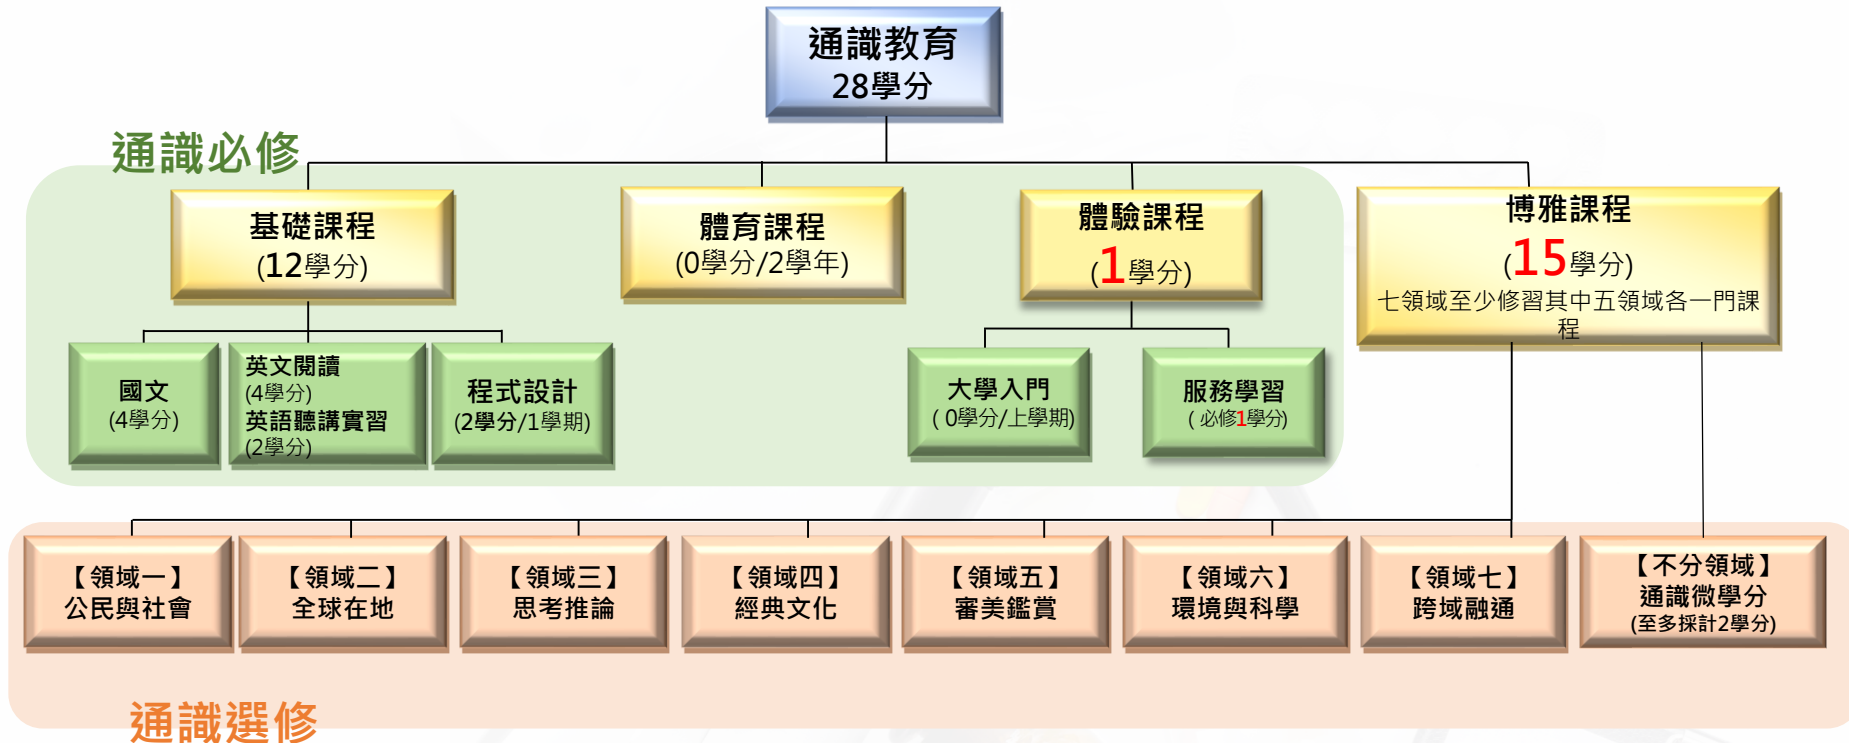 通識教育
28學分
通識必修
基礎課程
(12學分)
體育課程
(0學分/2學年)
體驗課程
(1學分)
博雅課程
(15學分)
七領域至少修習其中五領域各一門課
程
國文
(4學分)
英文閱讀
(4學分)
英語聽講實習
(2學分)
程式設計
(2學分/1學期)
大學入門
( 0學分/上學期)
服務學習
( 必修1學分)
【領域一】
公民與社會
【領域二】
全球在地
【領域三】
思考推論
【領域四】
經典文化
【領域五】
審美鑑賞
【領域六】
環境與科學
【領域七】
跨域融通
【不分領域】
通識微學分
(至多採計2學分)
通識選修